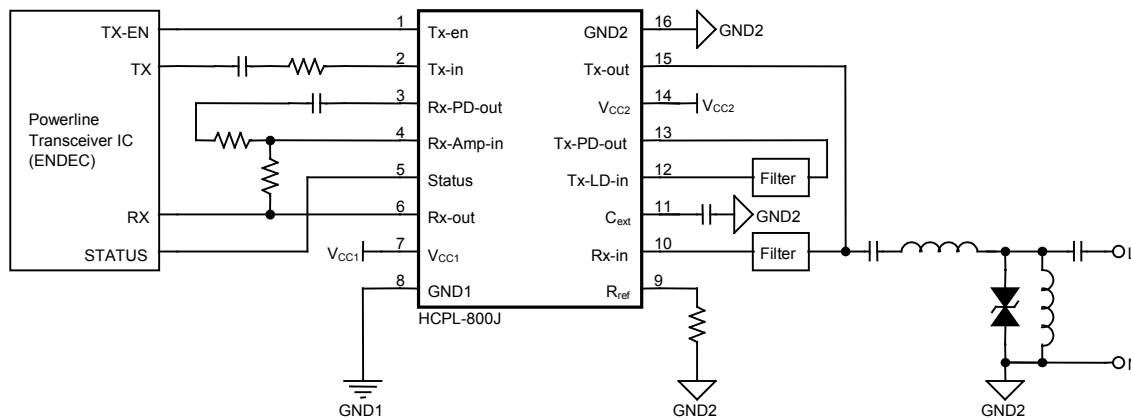 TX-EN
TX
Powerline
Transceiver IC
(ENDEC)
RX
STATUS
1
2
3
4
5
6
7
8
VCC1
GND1
Tx-en
Tx-in
Rx-PD-out
Rx-Amp-in
Status
Rx-out
VCC1
GND1
HCPL-800J
GND2
Tx-out
VCC2
Tx-PD-out
Tx-LD-in
Cext
Rx-in
Rref
16
15
14
13
12
11
10
9
GND2
VCC2
Filter
GND2
Filter
GND2
GND2
L